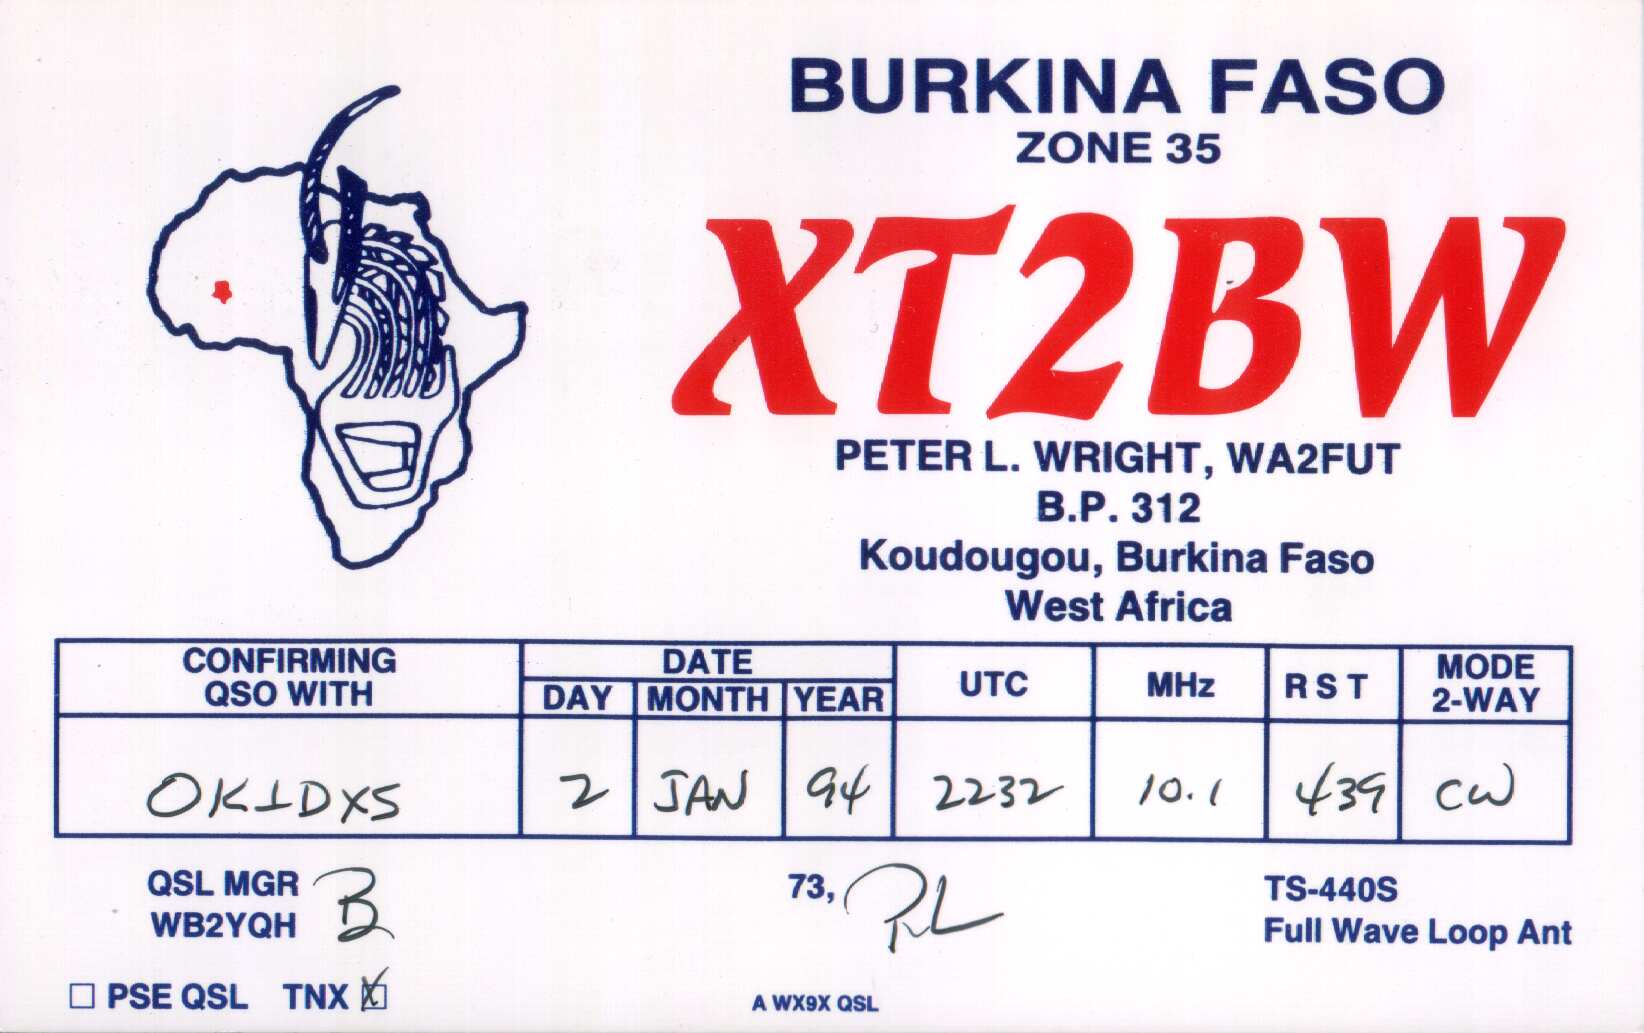 BURKINA FASO
ZONE 35
XT2BW
PETER L. WRIGHT, WA2FUT
B.P. 312
Koudougou, Burkina Faso
West Africa
CONFIRMING QSO WITH DATE DAY MONTH YEAR UTC MHz R S T MODE 2-WAY
OK1DXS 2 JAN 94 2232 10.1 439 CW
QSL MGR 73, TS-440S
WB2YQH Full Wave Loop Ant
PSE QSL TNX X
A WX9X QSL